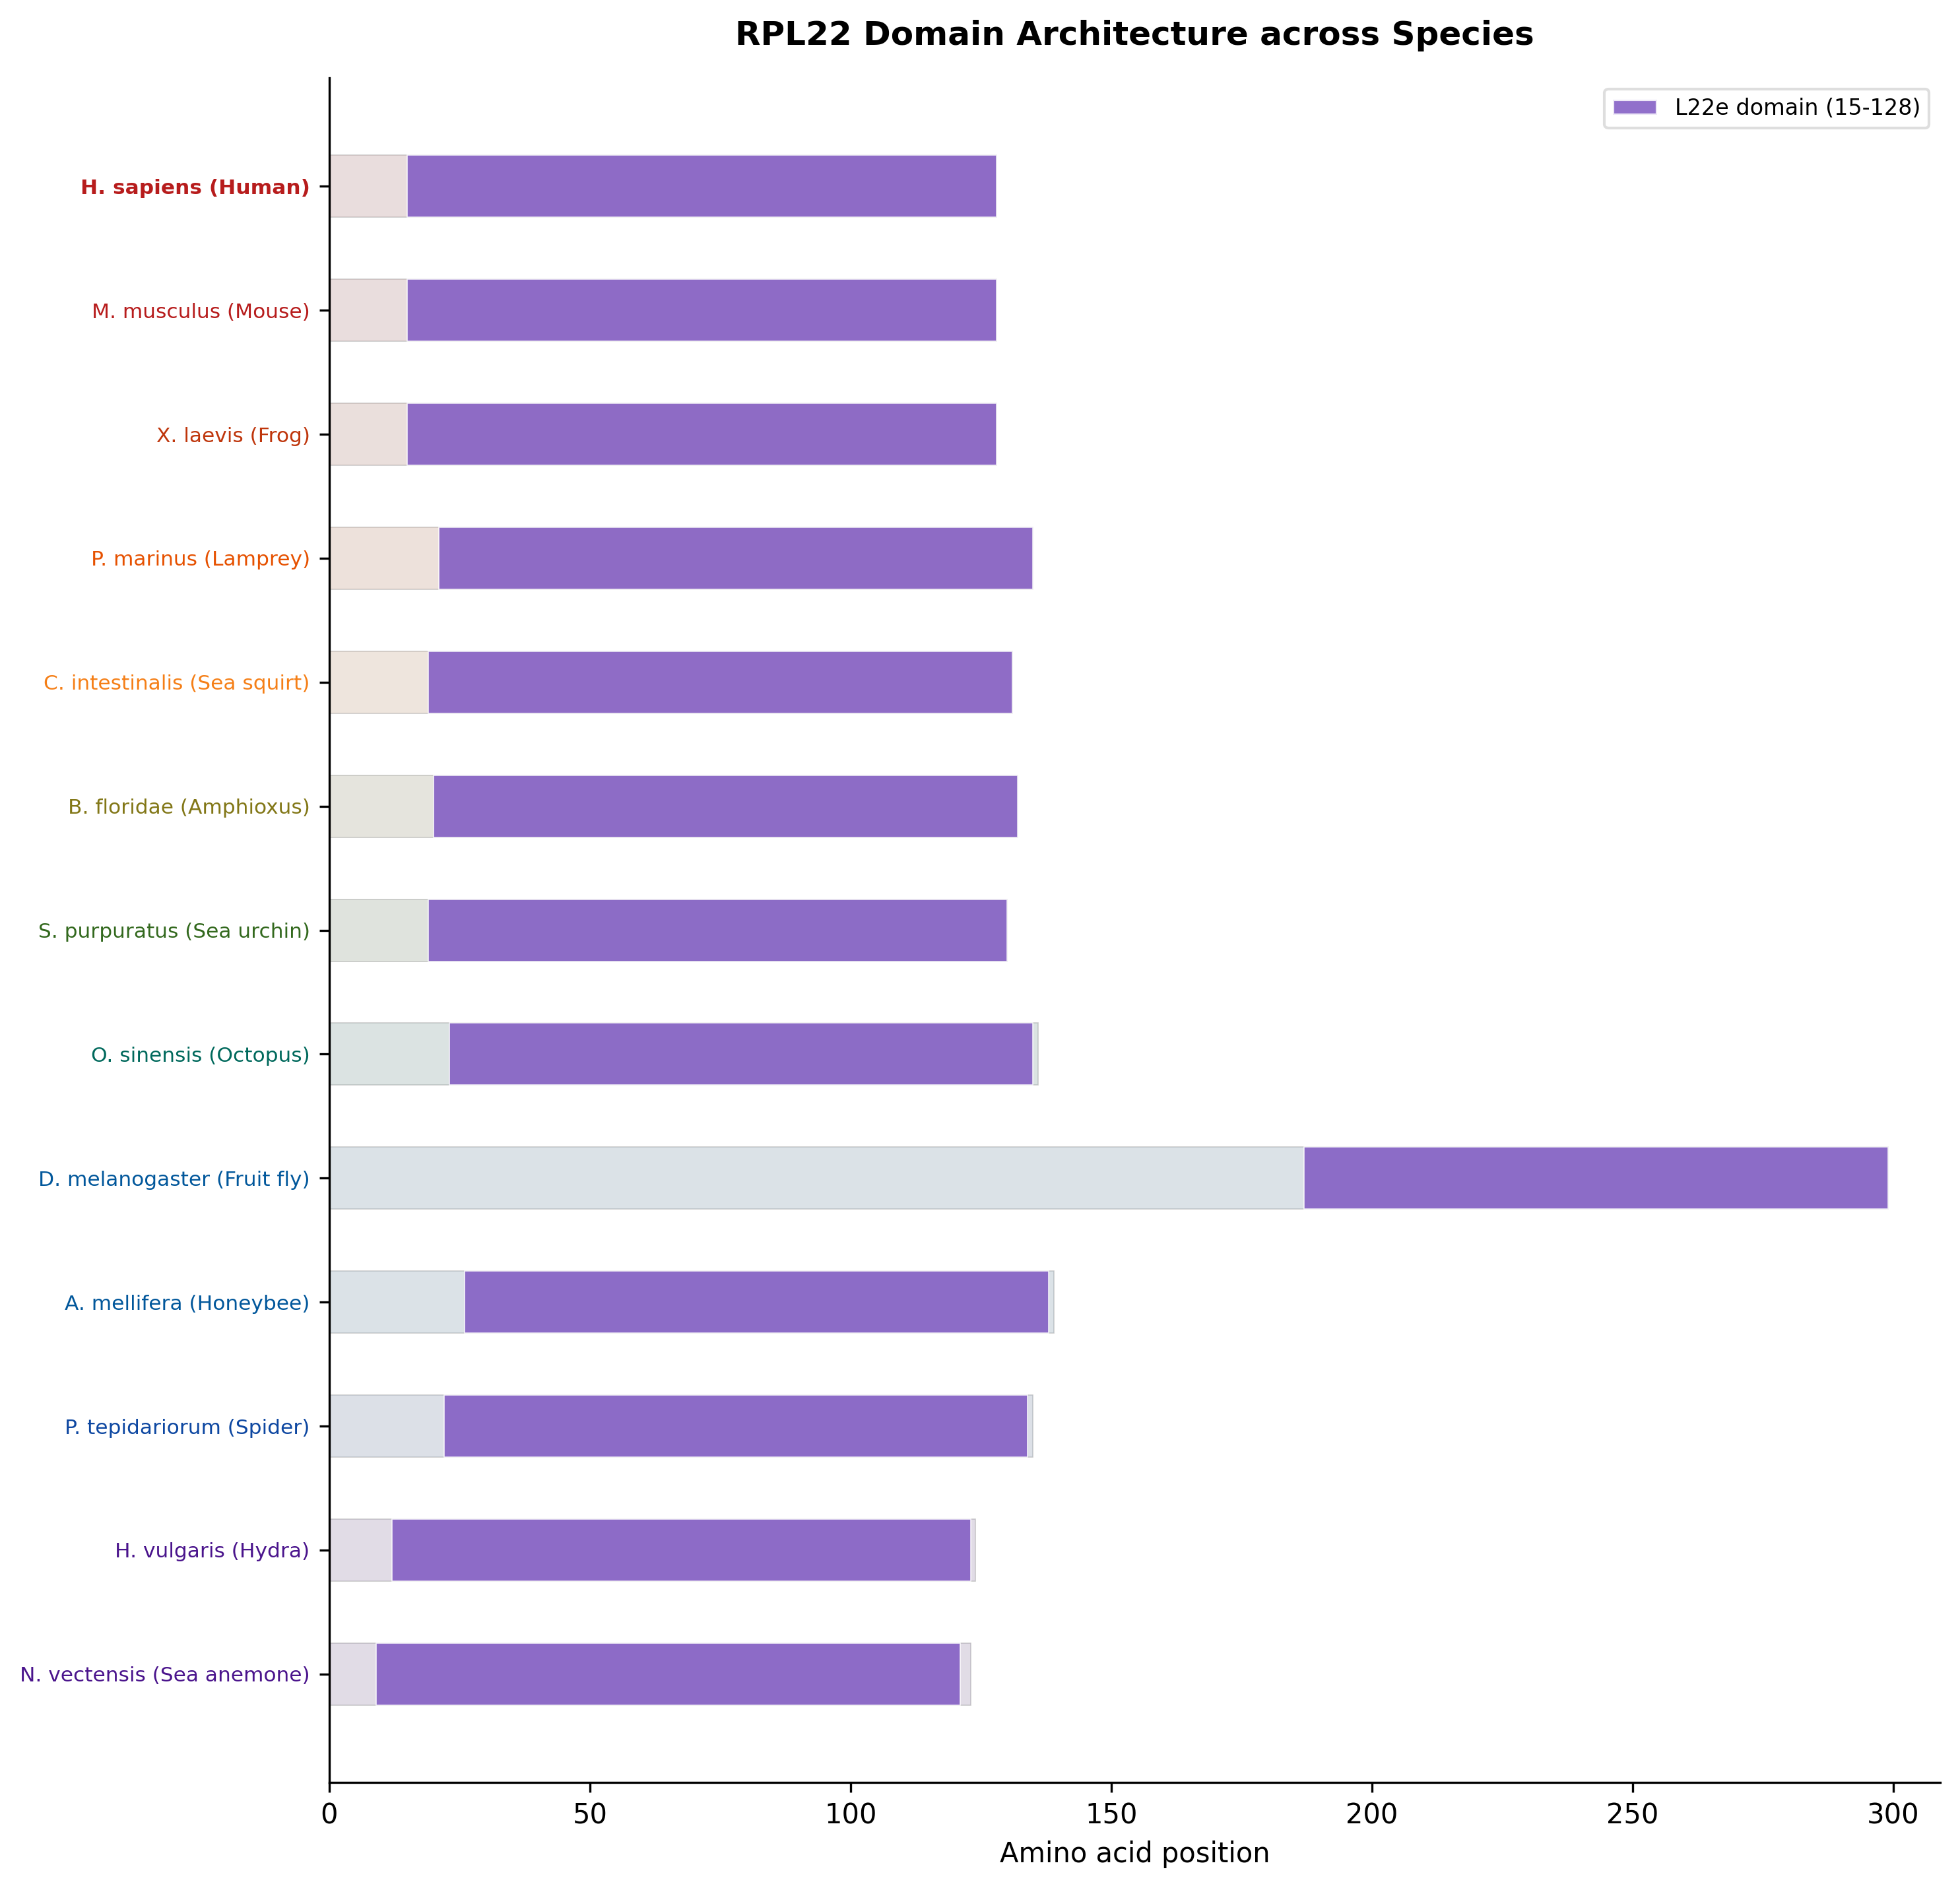 RPL22 Domain Architecture across Species
L22e domain (15-128)
H. sapiens (Human)
M. musculus (Mouse)
X. laevis (Frog)
P. marinus (Lamprey)
C. intestinalis (Sea squirt)
B. floridae (Amphioxus)
S. purpuratus (Sea urchin)
O. sinensis (Octopus)
D. melanogaster (Fruit fly)
A. mellifera (Honeybee)
P. tepidariorum (Spider)
H. vulgaris (Hydra)
N. vectensis (Sea anemone)
0 50 100 150 200 250 300
Amino acid position